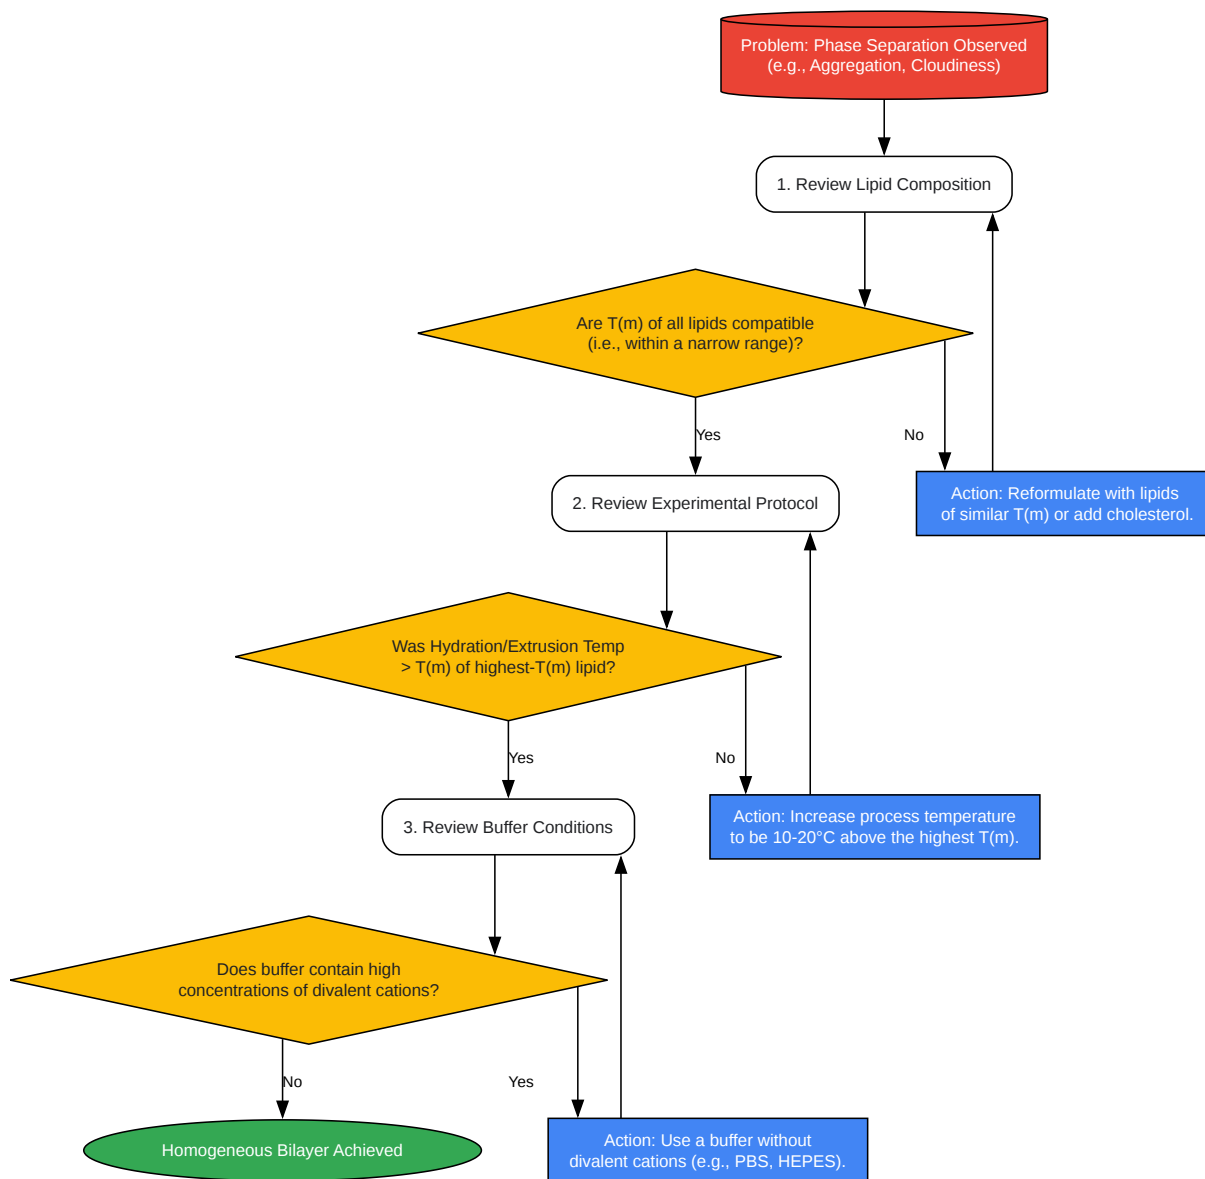 Problem: Phase Separation Observed
(e.g., Aggregation, Cloudiness)
1. Review Lipid Composition
Are T(m) of all lipids compatible
(i.e., within a narrow range)?
Yes
No
Action: Reformulate with lipids
of similar T(m) or add cholesterol.
2. Review Experimental Protocol
Was Hydration/Extrusion Temp
> T(m) of highest-T(m) lipid?
Yes
No
Action: Increase process temperature
to be 10-20°C above the highest T(m).
3. Review Buffer Conditions
Does buffer contain high
concentrations of divalent cations?
No
Yes
Homogeneous Bilayer Achieved
Action: Use a buffer without
divalent cations (e.g., PBS, HEPES).